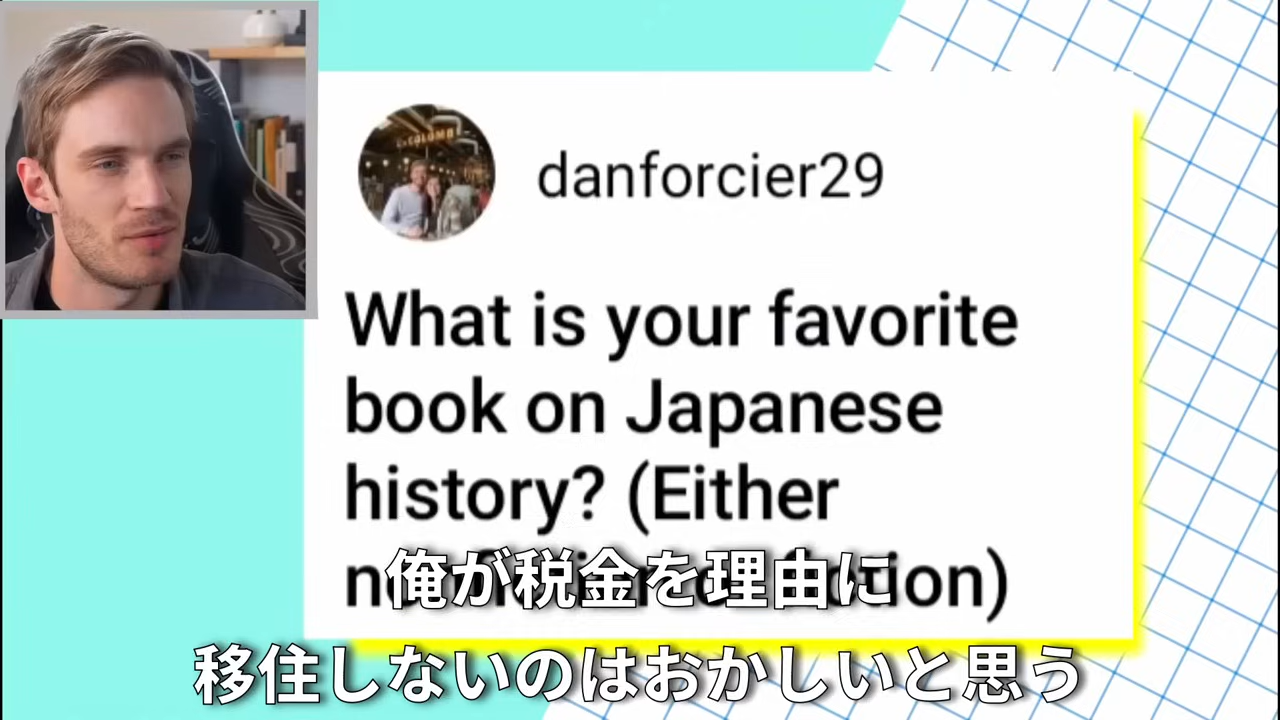 danforcier29
What is your favorite
book on Japanese
history? (Either
俺が税金を理由に
移住しないのはおかしいと思う